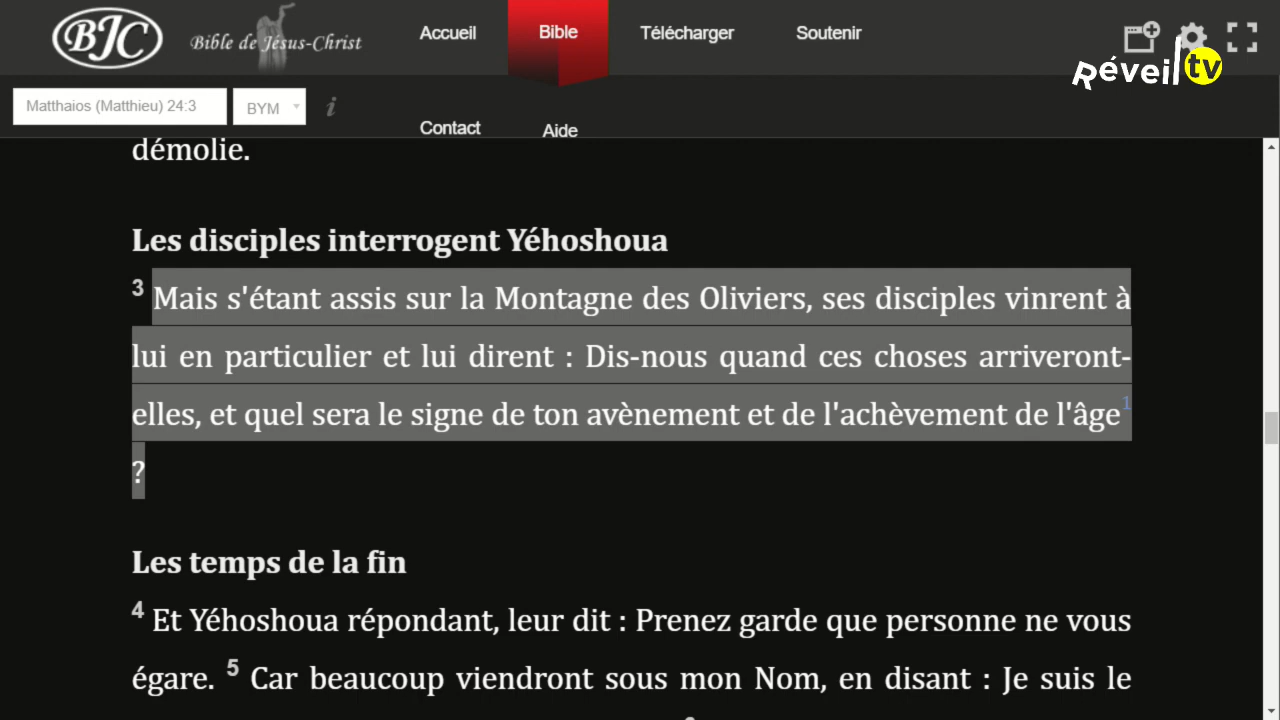 BJC Bible de Jésus-Christ
Accueil Bible Télécharger Soutenir
Réveil tv
Matthaios (Matthieu) 24:3 BYM i
Contact Aide
démolie.
Les disciples interrogent Yéhoshoua
3 Mais s'étant assis sur la Montagne des Oliviers, ses disciples vinrent à
lui en particulier et lui dirent : Dis-nous quand ces choses arriveront-
elles, et quel sera le signe de ton avènement et de l'achèvement de l'âge 1
?
Les temps de la fin
4 Et Yéhoshoua répondant, leur dit : Prenez garde que personne ne vous
égare. 5 Car beaucoup viendront sous mon Nom, en disant : Je suis le